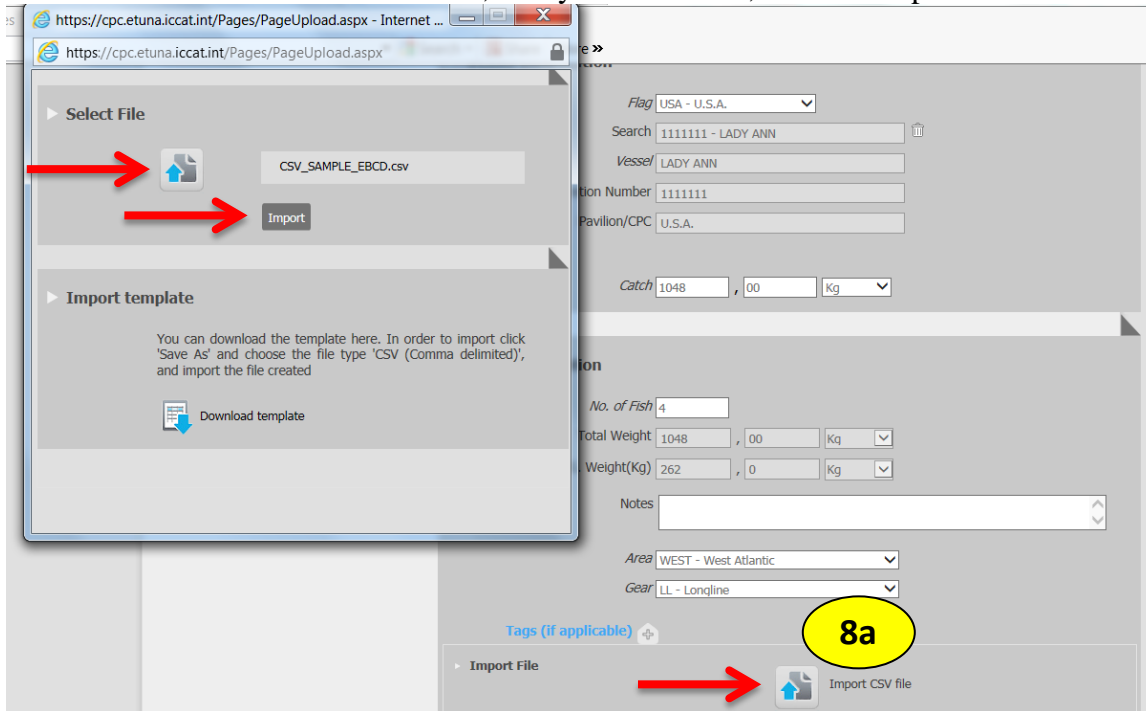 https://cpc.etuna.iccat.int/Pages/PageUpload.aspx - Internet ...
https://cpc.etuna.iccat.int/Pages/PageUpload.aspx
Select File
CSV_SAMPLE_EBCD.csv
Import
Import template
You can download the template here. In order to import click
'Save As' and choose the file type 'CSV (Comma delimited)',
and import the file created
Download template
Flag USA - U.S.A.
Search 1111111 - LADY ANN
Vessel LADY ANN
tion Number 1111111
Pavilion/CPC U.S.A.
Catch 1048 , 00 Kg
ion
No. of Fish 4
Total Weight 1048 , 00 Kg
Weight(Kg) 262 , 0 Kg
Notes
Area WEST - West Atlantic
Gear LL - Longline
Tags (if applicable)
8a
Import File
Import CSV file